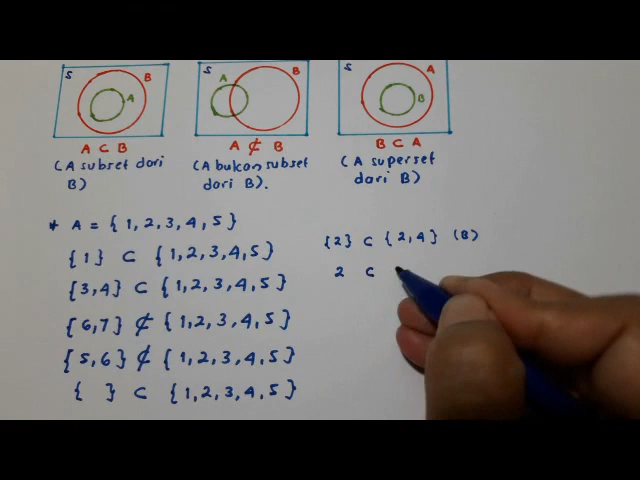 S B A
S A B
S A B
A ⊂ B
A ⊄ B
B ⊂ A
(A subset dari B)
(A bukan subset dari B).
(A superset dari B)
* A = { 1, 2, 3, 4, 5 }
{1} ⊂ { 1, 2, 3, 4, 5 }
{3,4} ⊂ { 1, 2, 3, 4, 5 }
{6,7} ⊄ { 1, 2, 3, 4, 5 }
{5,6} ⊄ { 1, 2, 3, 4, 5 }
{ } ⊂ { 1, 2, 3, 4, 5 }
{2} ⊂ { 2, 4 } (B)
2 ⊂